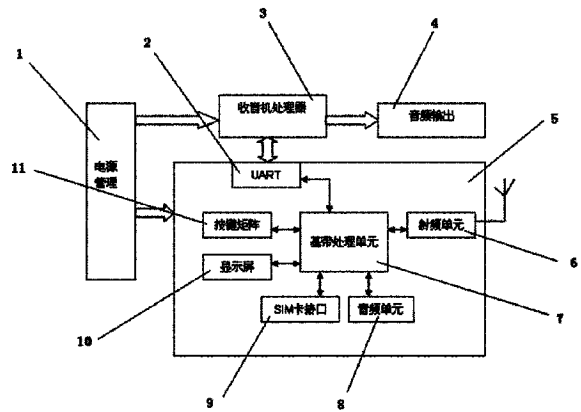 3
2
4
1
收音机处理器
音频输出
5
电源
管理
UART
11
按键矩阵
基带处理单元
射频单元
6
显示屏
7
10
SIM卡接口
音频单元
9
8